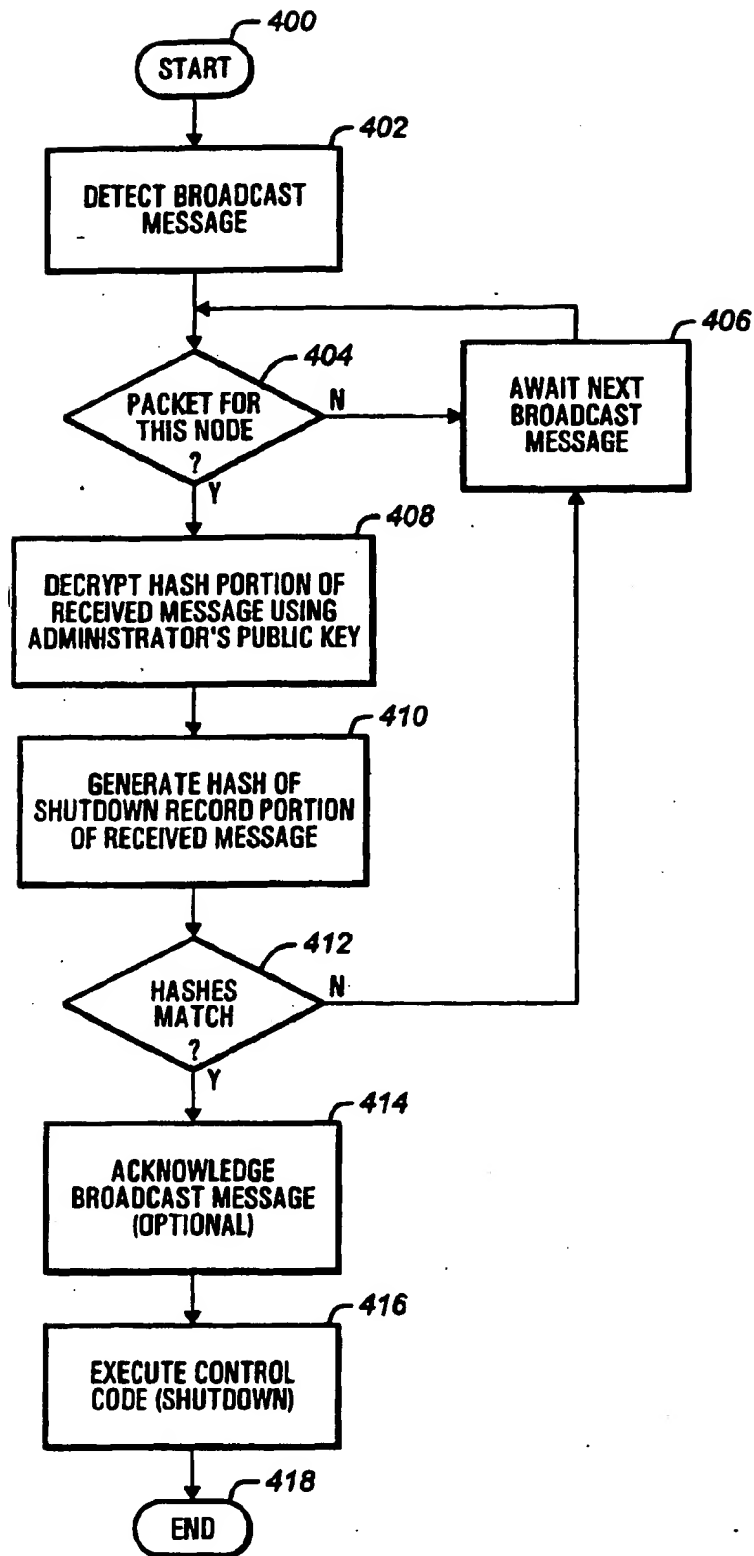 400
START
402
DETECT BROADCAST
MESSAGE
404
PACKET FOR
THIS NODE
?
N
Y
406
AWAIT NEXT
BROADCAST
MESSAGE
408
DECRYPT HASH PORTION OF
RECEIVED MESSAGE USING
ADMINISTRATOR'S PUBLIC KEY
410
GENERATE HASH OF
SHUTDOWN RECORD PORTION
OF RECEIVED MESSAGE
412
HASHES
MATCH
?
N
Y
414
ACKNOWLEDGE
BROADCAST MESSAGE
(OPTIONAL)
416
EXECUTE CONTROL
CODE (SHUTDOWN)
418
END